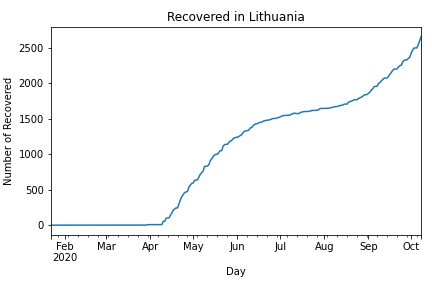 Recovered in Lithuania
Number of Recovered
2500
2000
1500
1000
500
0
Feb Mar Apr May Jun Jul Aug Sep Oct
2020
Day